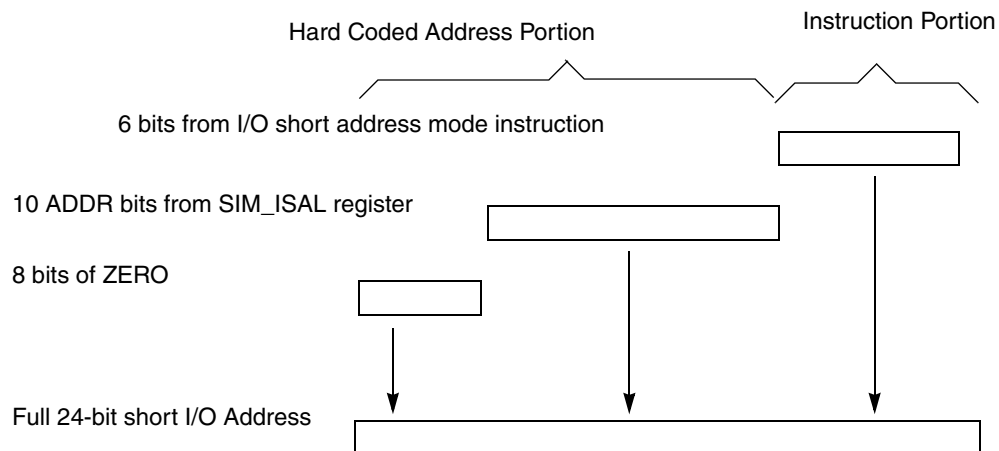 Instruction Portion
Hard Coded Address Portion
6 bits from I/O short address mode instruction
10 ADDR bits from SIM_ISAL register
8 bits of ZERO
Full 24-bit short I/O Address